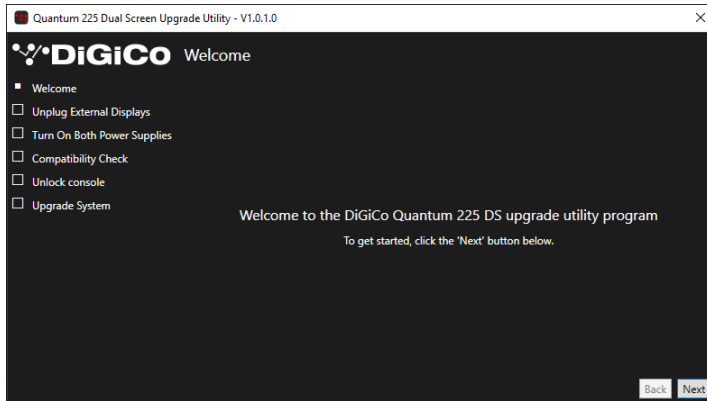 Quantum 225 Dual Screen Upgrade Utility - V1.0.1.0
DiGiCo Welcome
Welcome
Unplug External Displays
Turn On Both Power Supplies
Compatibility Check
Unlock console
Upgrade System
Welcome to the DiGiCo Quantum 225 DS upgrade utility program
To get started, click the 'Next' button below.
Back Next